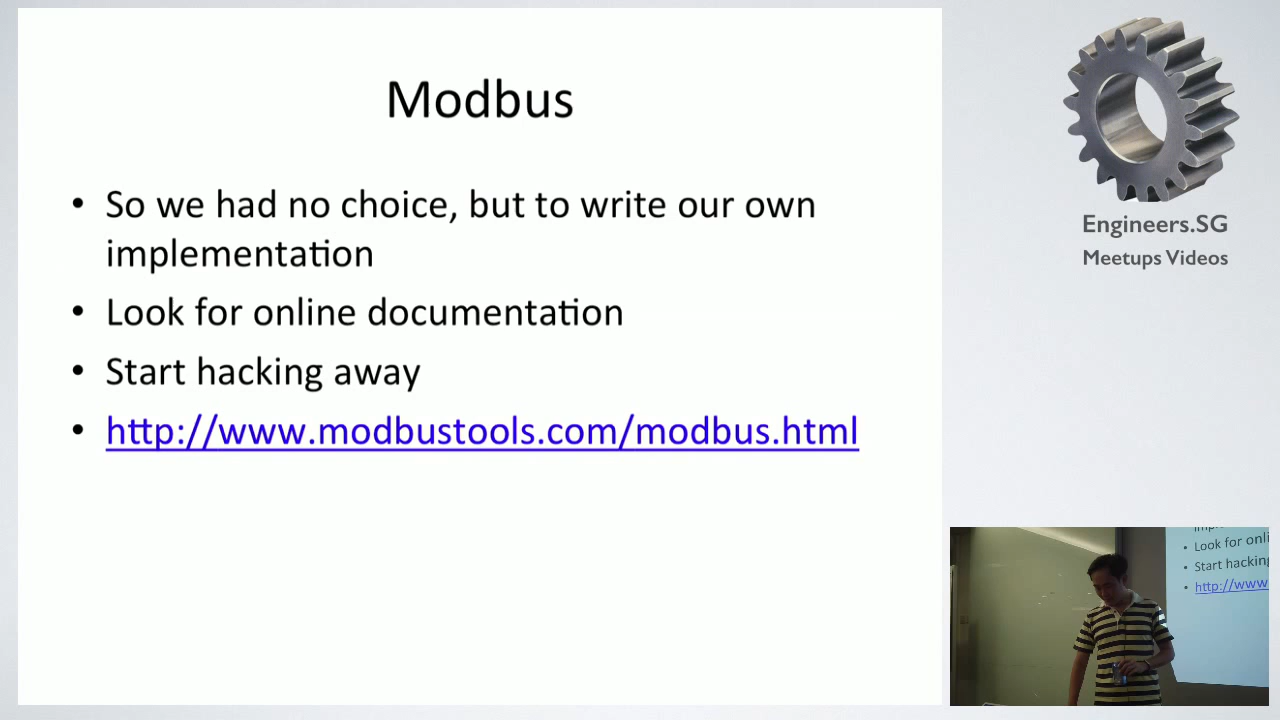 Modbus
• So we had no choice, but to write our own
implementation
• Look for online documentation
• Start hacking away
• http://www.modbustools.com/modbus.html
Engineers.SG
Meetups Videos
• Look for onli
• Start hacking
• http://www.